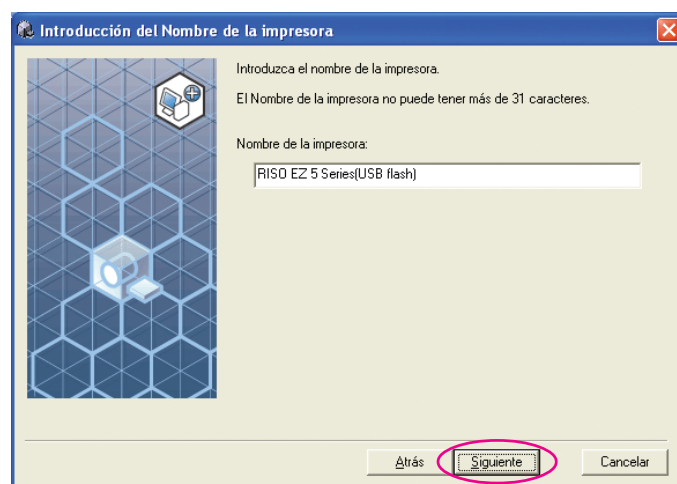 Introducción del Nombre de la impresora
Introduzca el nombre de la impresora.
El Nombre de la impresora no puede tener más de 31 caracteres.
Nombre de la impresora:
RISO EZ 5 Series(USB flash)
Atrás
Siguiente
Cancelar